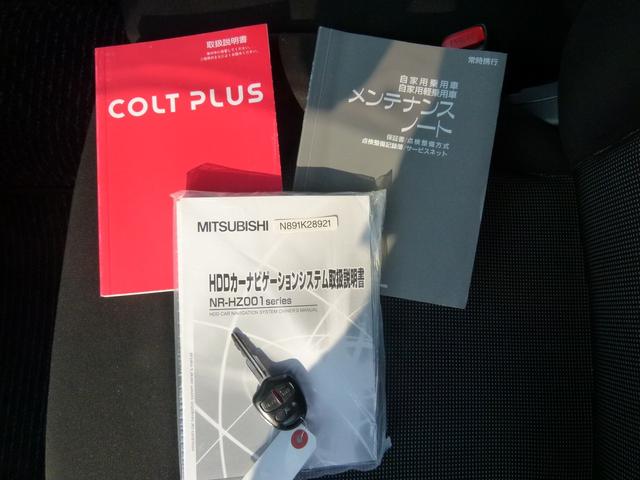 取扱説明書
COLT PLUS
常時携行
自家用乗用車
自家用軽乗用車
メンテナンス
ノート
保証書/点検整備方式
点検整備記録簿/サービスネット
MITSUBISHI
N891K28921
HDDカーナビゲーションシステム取扱説明書
NR-HZ001series
HDD CAR NAVIGATION SYSTEM OWNER'S MANUAL